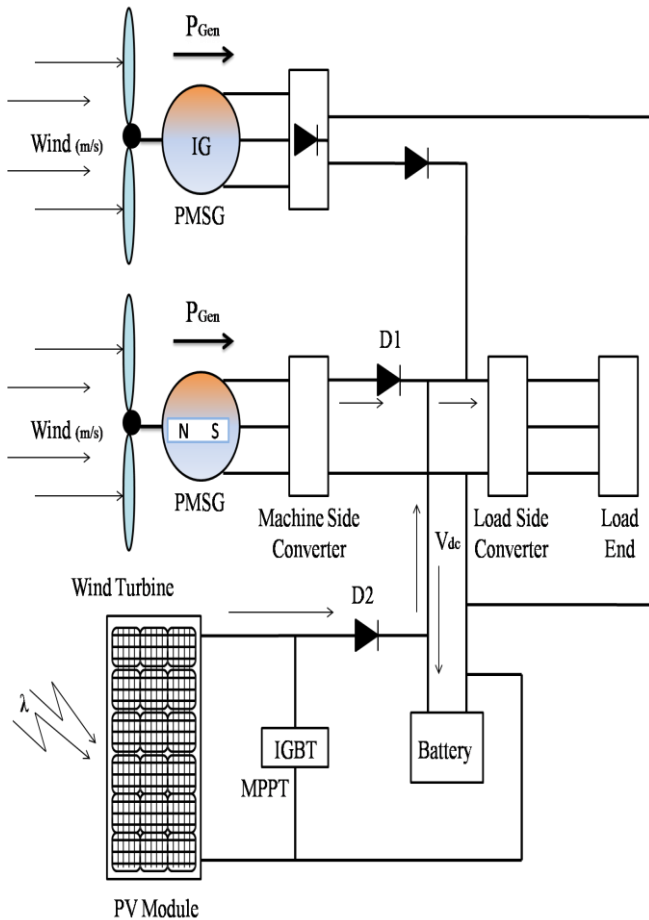 PGen
Wind (m/s)
IG
PMSG
PGen
D1
Wind (m/s)
N S
PMSG
Machine Side
Converter
Vdc
Load Side
Converter
Load
End
Wind Turbine
D2
λ
IGBT
MPPT
Battery
PV Module